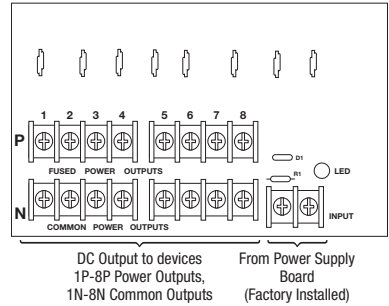 1 2 3 4 5 6 7 8
P
FUSED POWER OUTPUTS
D1
R1
LED
N
COMMON POWER OUTPUTS
INPUT
DC Output to devices
1P-8P Power Outputs,
1N-8N Common Outputs
From Power Supply
Board
(Factory Installed)